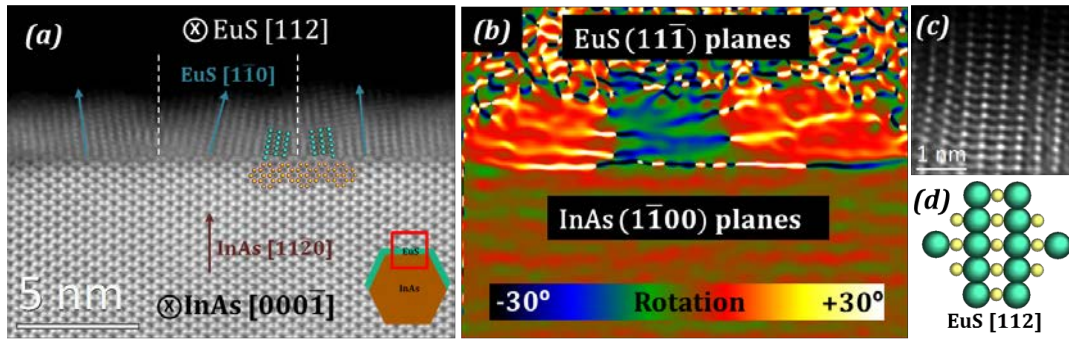 (a)
⊗ EuS [112]
EuS [11̄0]
InAs [112̄0]
5 nm
⊗InAs [0001̄]
EuS
InAs
(b)
EuS (111̄) planes
InAs (11̄00) planes
-30° Rotation +30°
(c)
1 nm
(d)
EuS [112]